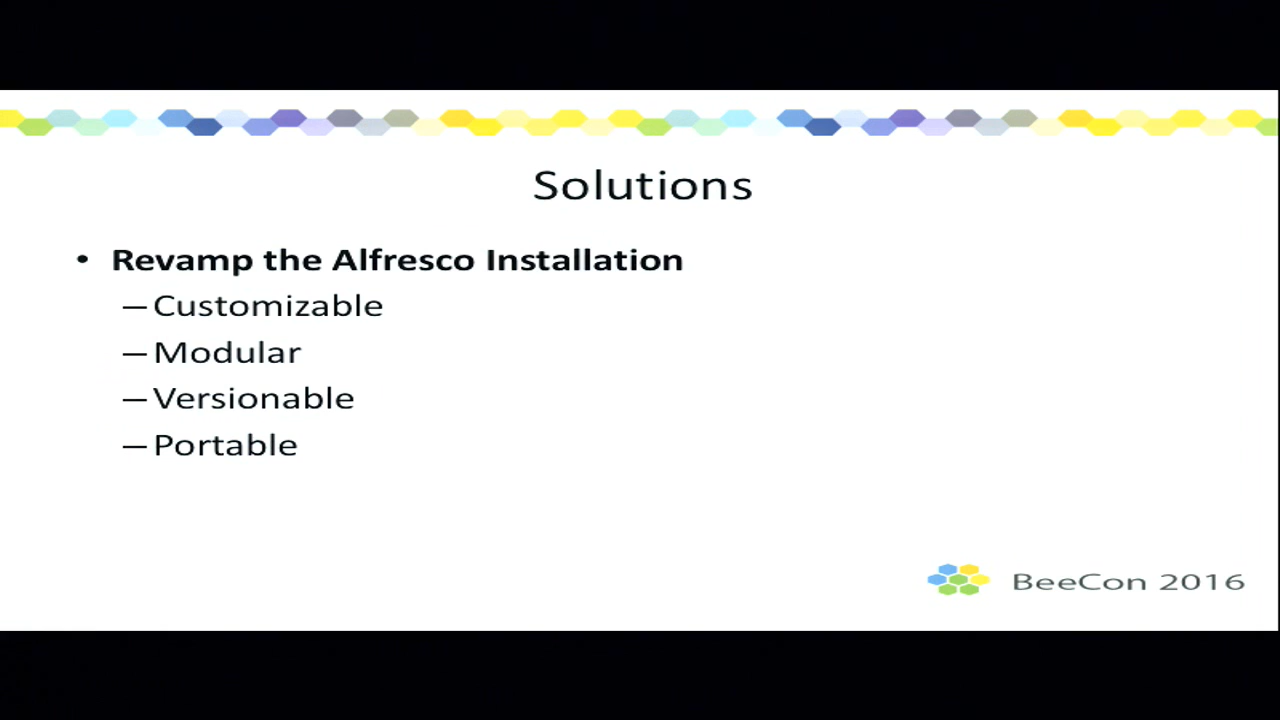 Solutions
• Revamp the Alfresco Installation
– Customizable
– Modular
– Versionable
– Portable
BeeCon 2016